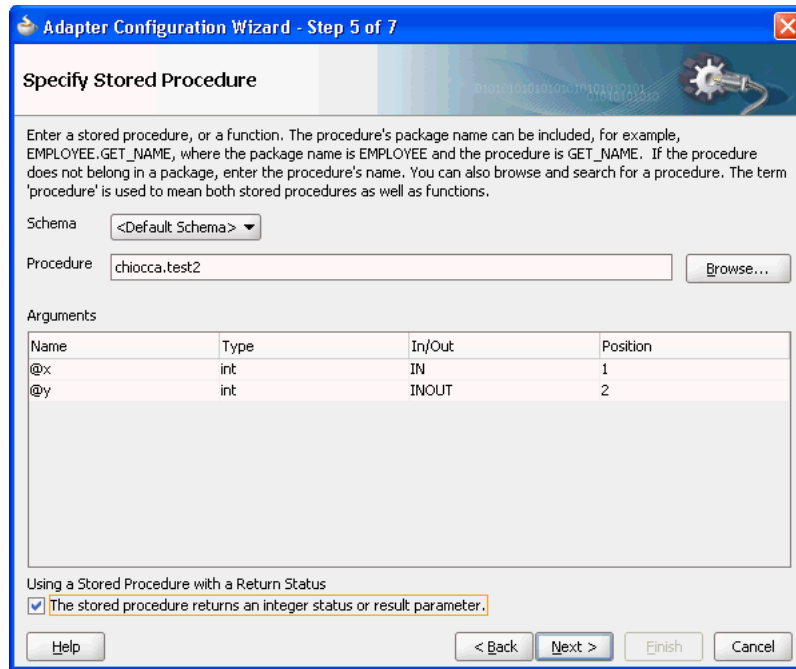 Adapter Configuration Wizard - Step 5 of 7
Specify Stored Procedure
Enter a stored procedure, or a function. The procedure's package name can be included, for example,
EMPLOYEE.GET_NAME, where the package name is EMPLOYEE and the procedure is GET_NAME. If the procedure
does not belong in a package, enter the procedure's name. You can also browse and search for a procedure. The term
'procedure' is used to mean both stored procedures as well as functions.
Schema <Default Schema>
Procedure chiocca.test2 Browse...
Arguments
Name Type In/Out Position
@x int IN 1
@y int INOUT 2
Using a Stored Procedure with a Return Status
The stored procedure returns an integer status or result parameter.
Help < Back Next > Finish Cancel